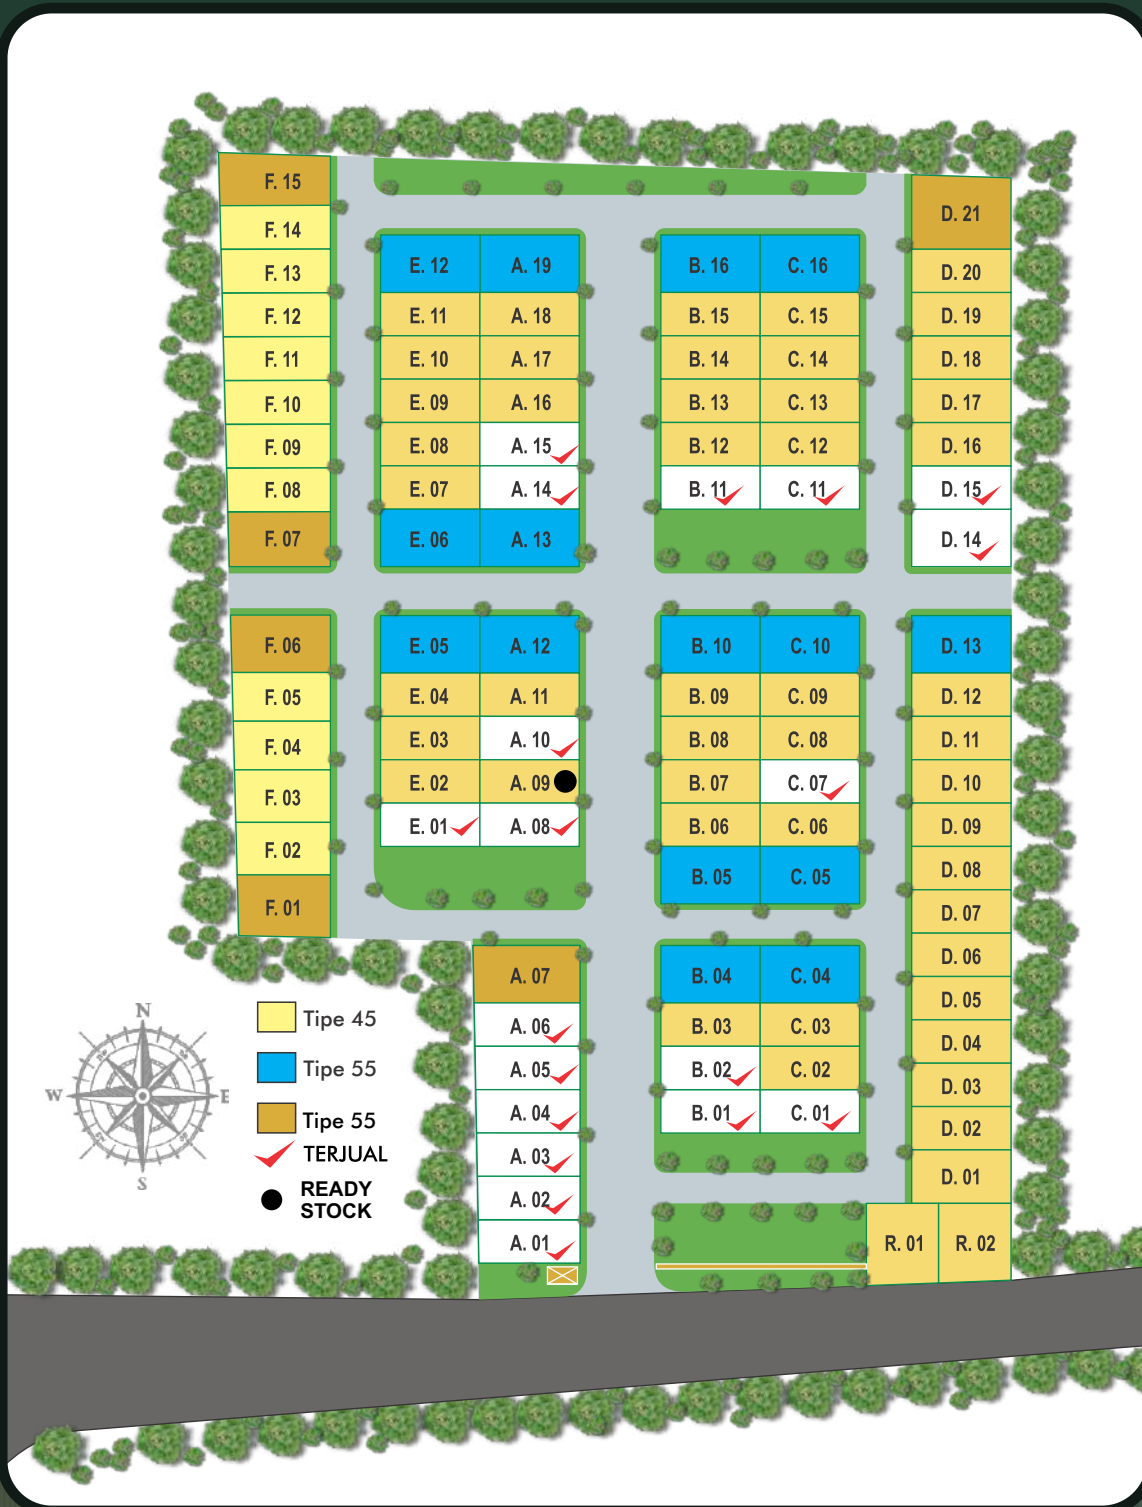 F. 15
F. 14
F. 13
F. 12
F. 11
F. 10
F. 09
F. 08
F. 07
F. 06
F. 05
F. 04
F. 03
F. 02
F. 01
E. 12 A. 19
E. 11 A. 18
E. 10 A. 17
E. 09 A. 16
E. 08 A. 15
E. 07 A. 14
E. 06 A. 13
E. 05 A. 12
E. 04 A. 11
E. 03 A. 10
E. 02 A. 09
E. 01 A. 08
A. 07
A. 06
A. 05
A. 04
A. 03
A. 02
A. 01
B. 16 C. 16
B. 15 C. 15
B. 14 C. 14
B. 13 C. 13
B. 12 C. 12
B. 11 C. 11
B. 10 C. 10
B. 09 C. 09
B. 08 C. 08
B. 07 C. 07
B. 06 C. 06
B. 05 C. 05
B. 04 C. 04
B. 03 C. 03
B. 02 C. 02
B. 01 C. 01
D. 21
D. 20
D. 19
D. 18
D. 17
D. 16
D. 15
D. 14
D. 13
D. 12
D. 11
D. 10
D. 09
D. 08
D. 07
D. 06
D. 05
D. 04
D. 03
D. 02
D. 01
R. 01 R. 02
N
W E
S
Tipe 45
Tipe 55
Tipe 55
TERJUAL
READY
STOCK